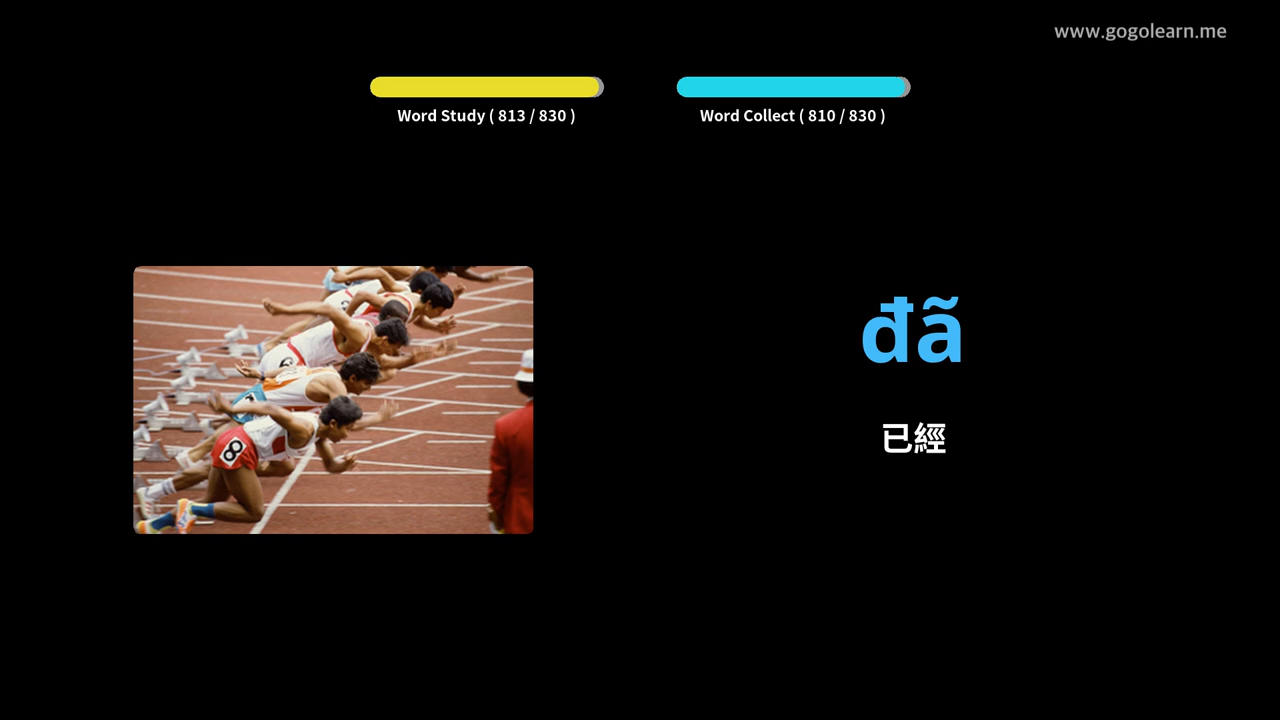 www.gogolearn.me
Word Study ( 813 / 830 )
Word Collect ( 810 / 830 )
đã
已經
8